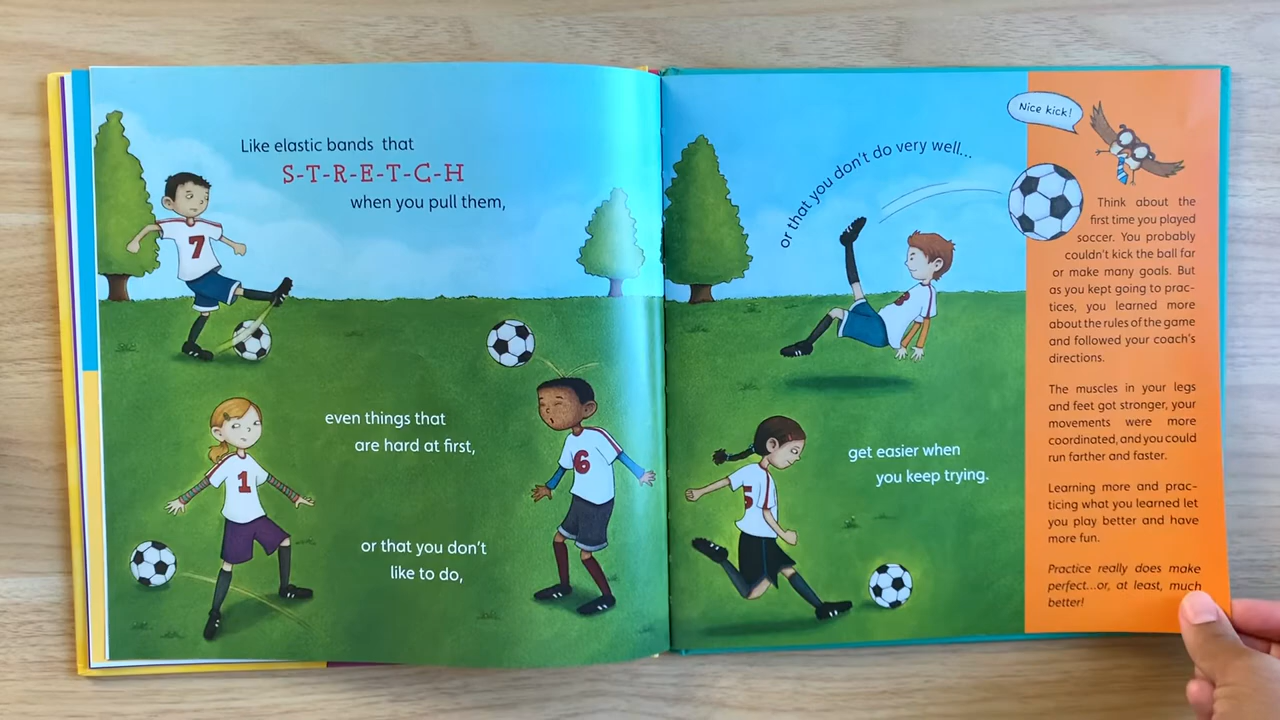 Like elastic bands that
S-T-R-E-T-C-H
when you pull them,
7
even things that
are hard at first,
1
6
or that you don't
like to do,
or that you don't do very well...
3
get easier when
you keep trying.
5
Nice kick!
Think about the
first time you played
soccer. You probably
couldn't kick the ball far
or make many goals. But
as you kept going to prac-
tices, you learned more
about the rules of the game
and followed your coach's
directions.
The muscles in your legs
and feet got stronger, your
movements were more
coordinated, and you could
run farther and faster.
Learning more and prac-
ticing what you learned let
you play better and have
more fun.
Practice really does make
perfect...or, at least, much
better!